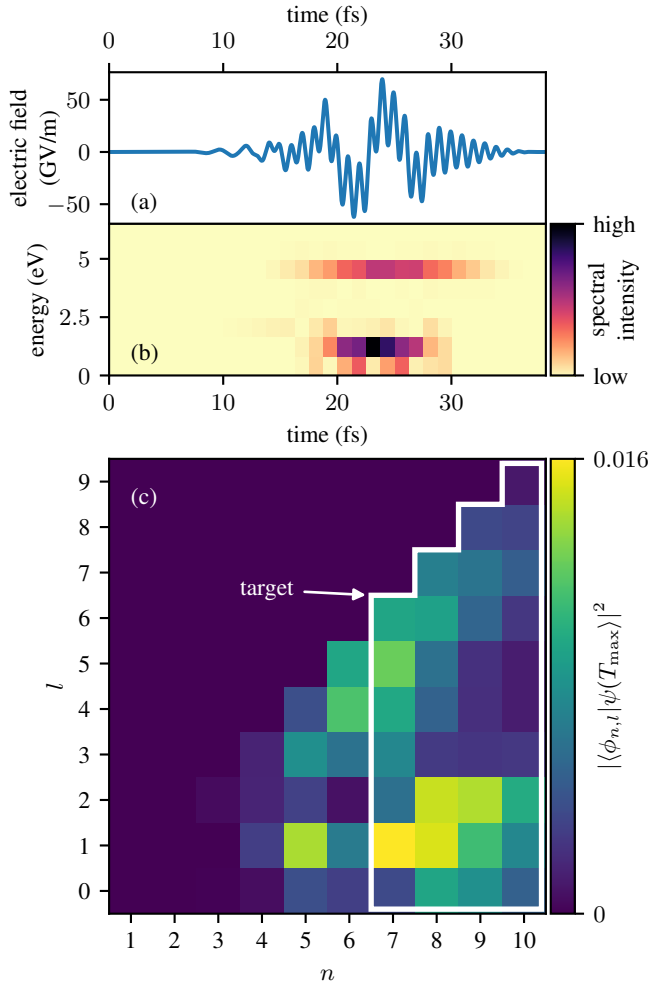 time (fs)
0 10 20 30
electric field
(GV/m)
50
0
−50
(a)
energy (eV)
5
2.5
0
(b)
high
low
spectral
intensity
0 10 20 30
time (fs)
(c)
target
l
9
8
7
6
5
4
3
2
1
0
1 2 3 4 5 6 7 8 9 10
n
0.016
0
|⟨ϕn,l|ψ(Tmax⟩|²